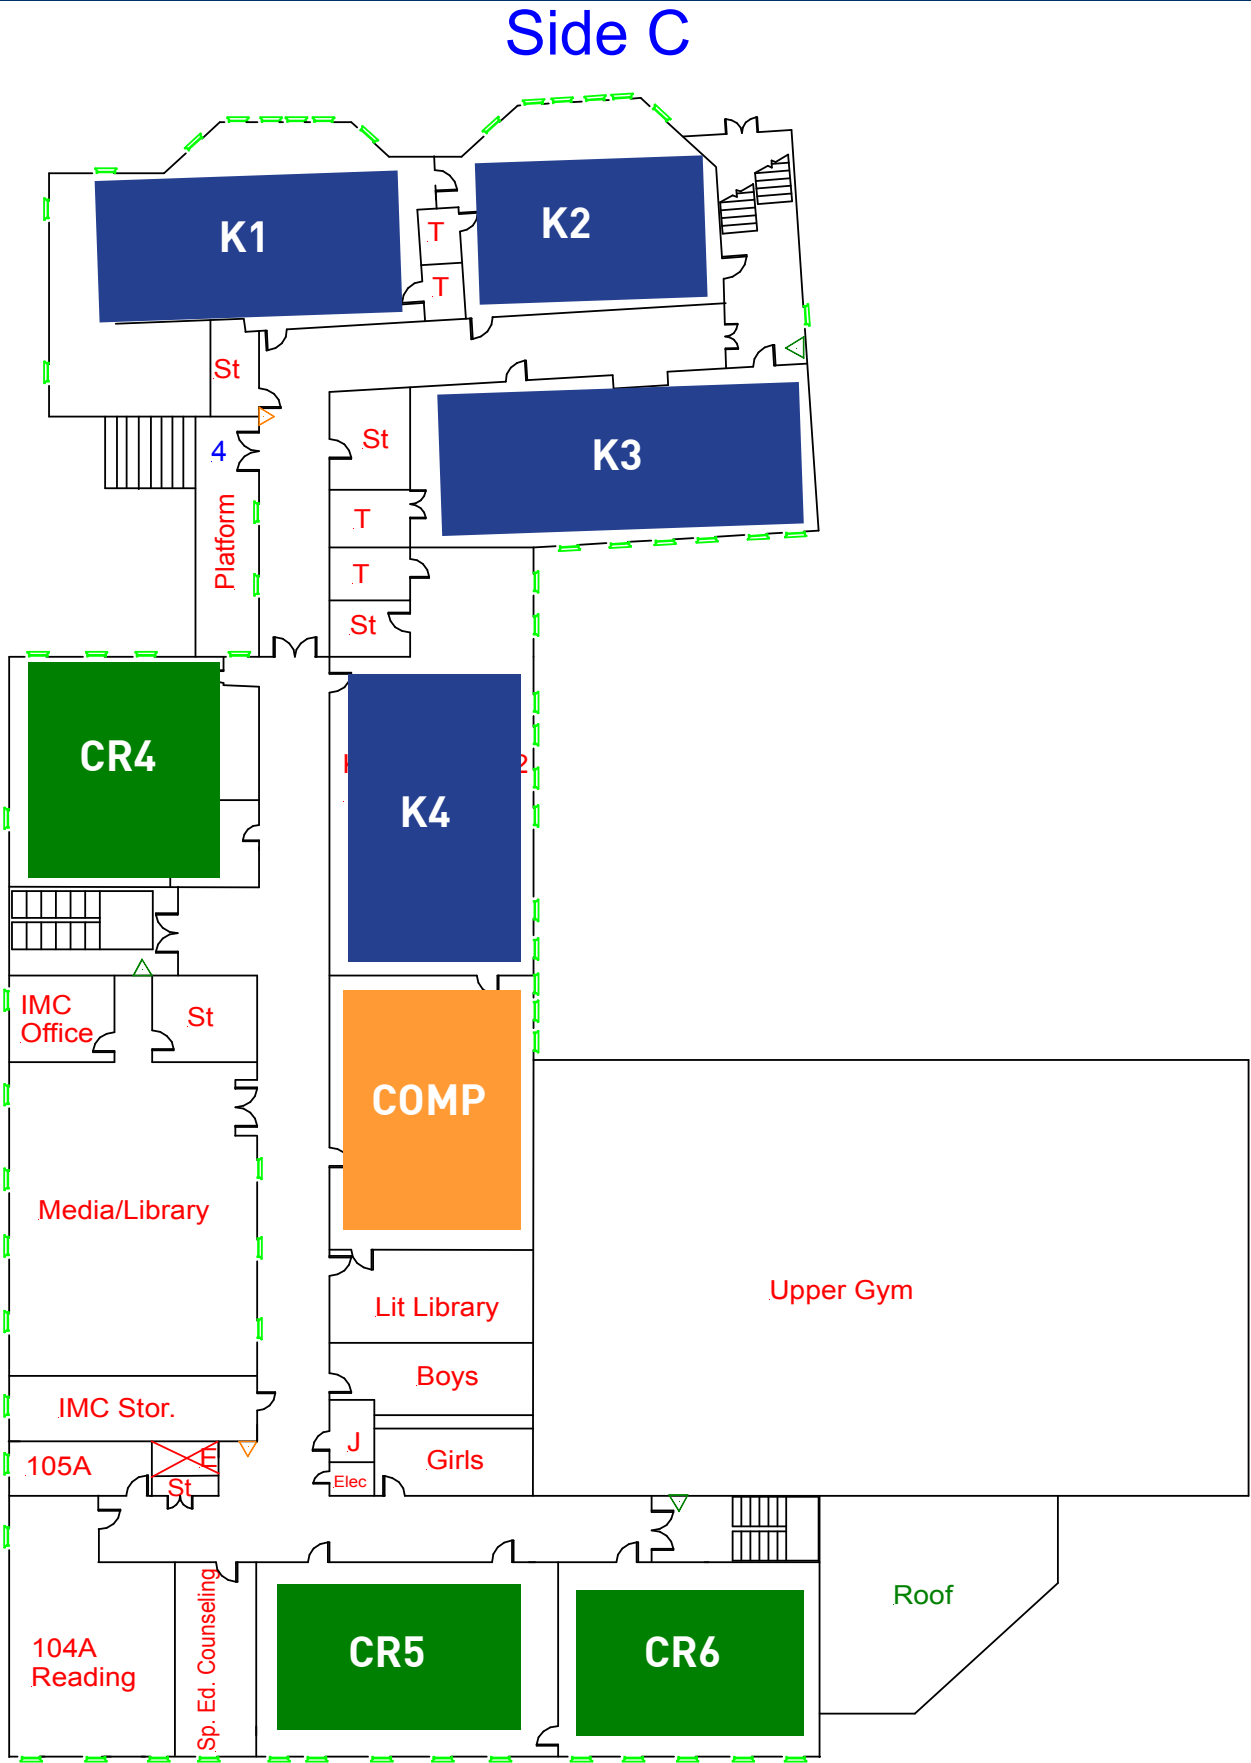 Side C
K1
K2
T
T
St
4
St
K3
Platform
T
T
St
CR4
2
K4
IMC
Office
St
COMP
Media/Library
Upper Gym
Lit Library
Boys
IMC Stor.
J
E
105A
Girls
St
Elec
Roof
Sp. Ed. Counseling
104A
Reading
CR5
CR6